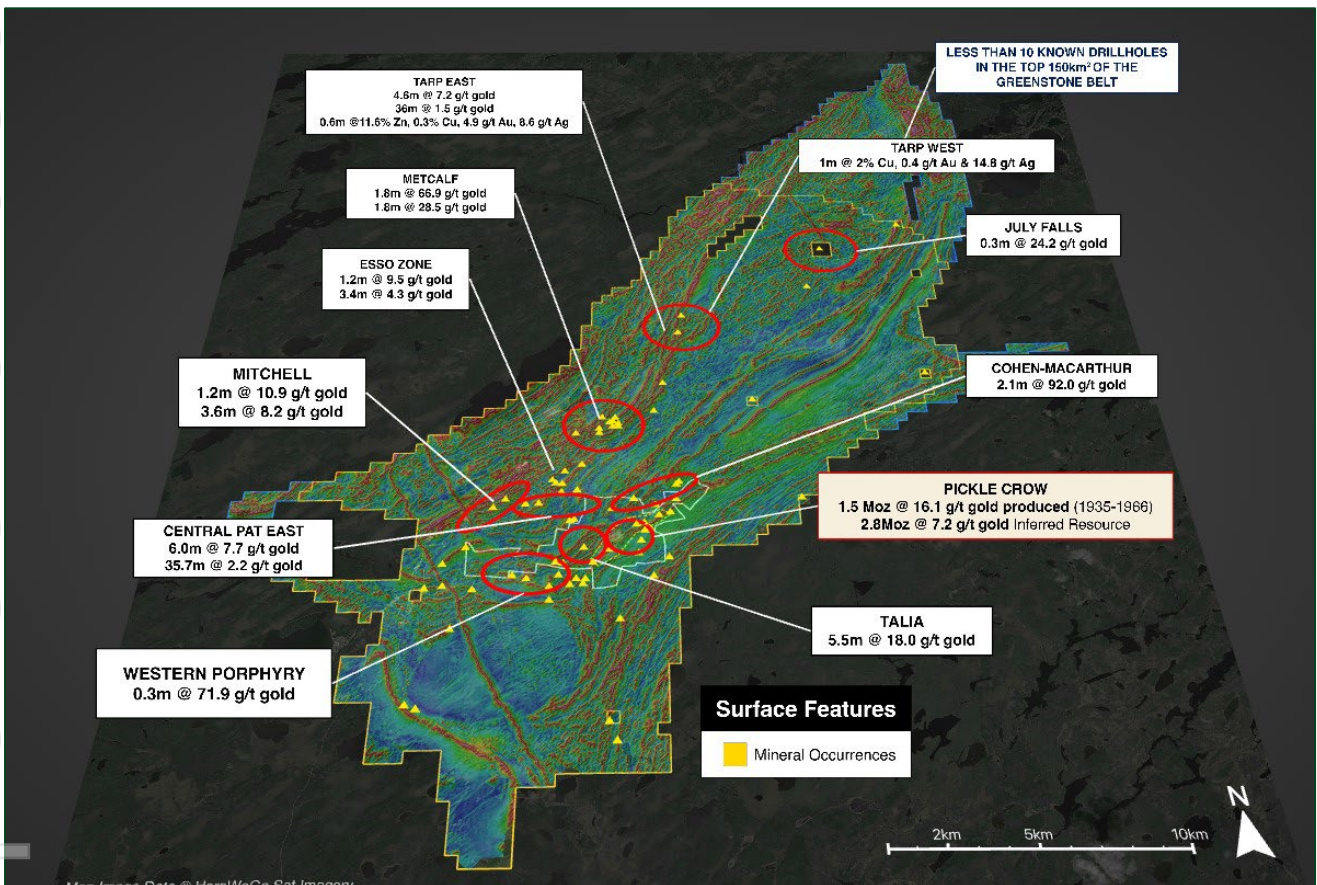 LESS THAN 10 KNOWN DRILLHOLES
IN THE TOP 150km² OF THE
GREENSTONE BELT
TARP EAST
4.6m @ 7.2 g/t gold
36m @ 1.5 g/t gold
0.6m @11.6% Zn, 0.3% Cu, 4.9 g/t Au, 8.6 g/t Ag
TARP WEST
1m @ 2% Cu, 0.4 g/t Au & 14.8 g/t Ag
METCALF
1.8m @ 66.9 g/t gold
1.8m @ 28.5 g/t gold
JULY FALLS
0.3m @ 24.2 g/t gold
ESSO ZONE
1.2m @ 9.5 g/t gold
3.4m @ 4.3 g/t gold
MITCHELL
1.2m @ 10.9 g/t gold
3.6m @ 8.2 g/t gold
COHEN-MACARTHUR
2.1m @ 92.0 g/t gold
PICKLE CROW
1.5 Moz @ 16.1 g/t gold produced (1935-1966)
2.8Moz @ 7.2 g/t gold Inferred Resource
CENTRAL PAT EAST
6.0m @ 7.7 g/t gold
35.7m @ 2.2 g/t gold
TALIA
5.5m @ 18.0 g/t gold
WESTERN PORPHYRY
0.3m @ 71.9 g/t gold
Surface Features
Mineral Occurrences
N
2km 5km 10km